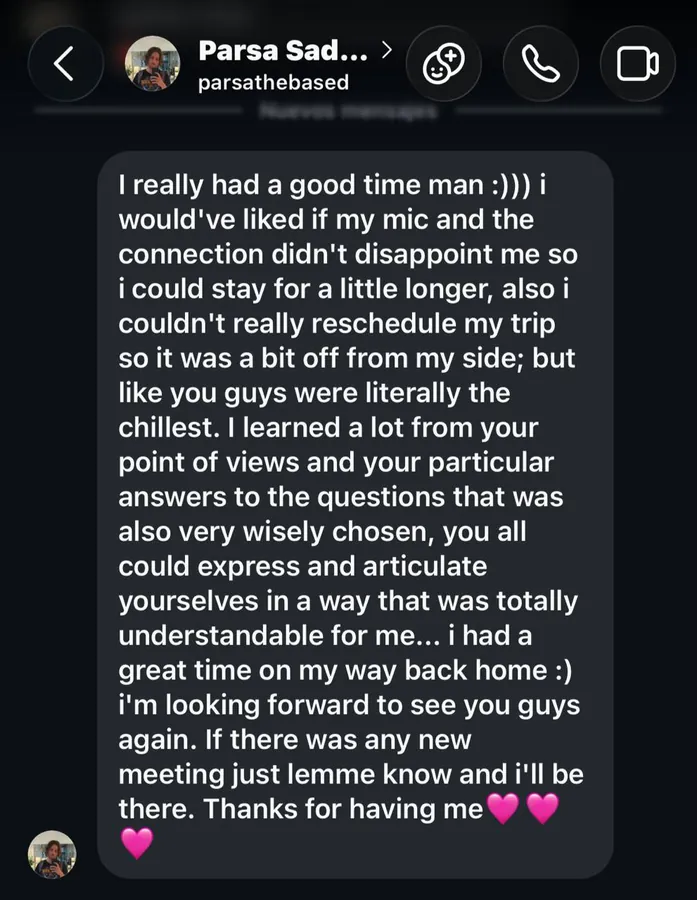 Parsa Sad...
parsathebased
Nuevos mensajes
I really had a good time man :))) i
would've liked if my mic and the
connection didn't disappoint me so
i could stay for a little longer, also i
couldn't really reschedule my trip
so it was a bit off from my side; but
like you guys were literally the
chillest. I learned a lot from your
point of views and your particular
answers to the questions that was
also very wisely chosen, you all
could express and articulate
yourselves in a way that was totally
understandable for me... i had a
great time on my way back home :)
i'm looking forward to see you guys
again. If there was any new
meeting just lemme know and i'll be
there. Thanks for having me🩷🩷
🩷